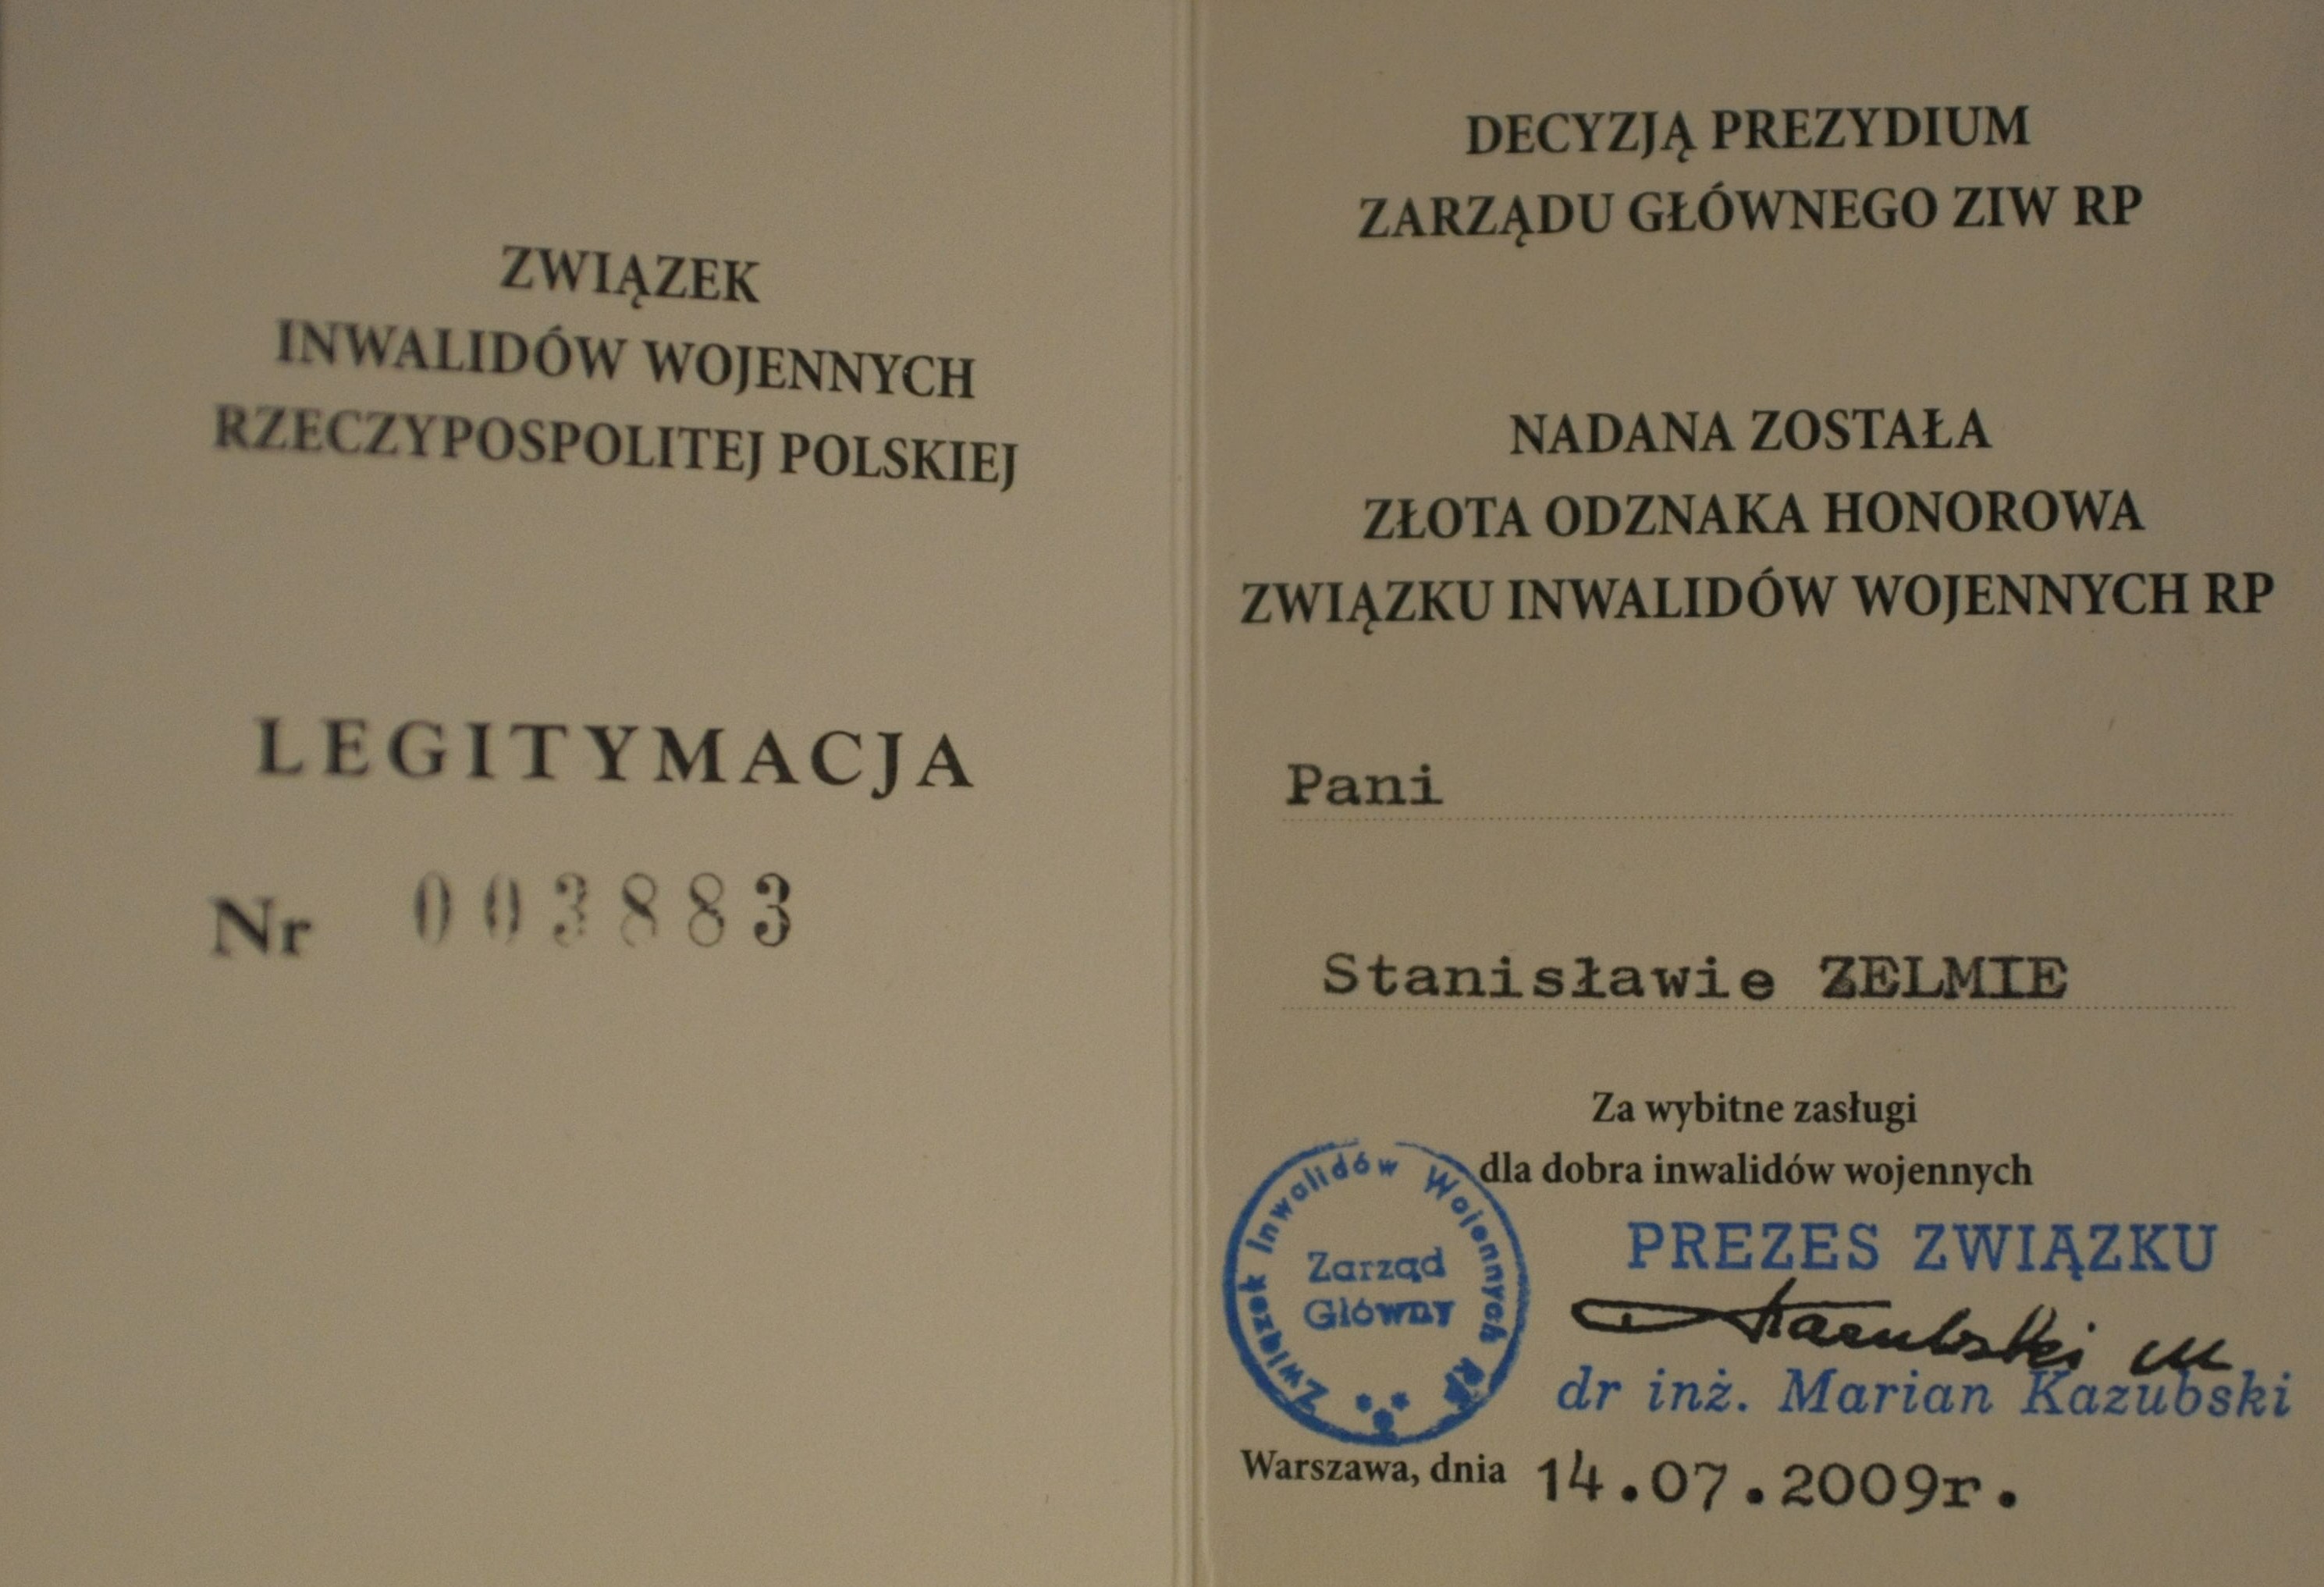 ZWIĄZEK
INWALIDÓW WOJENNYCH
RZECZYPOSPOLITEJ POLSKIEJ
LEGITYMACJA
Nr 003883
DECYZJĄ PREZYDIUM
ZARZĄDU GŁÓWNEGO ZIW RP
NADANA ZOSTAŁA
ZŁOTA ODZNAKA HONOROWA
ZWIĄZKU INWALIDÓW WOJENNYCH RP
Pani
Stanisławie ZELMIE
Za wybitne zasługi
dla dobra inwalidów wojennych
Związek Inwalidów Wojennych RP
Zarząd
Główny
PREZES ZWIĄZKU
Kazubski M
dr inż. Marian Kazubski
Warszawa, dnia 14.07.2009r.